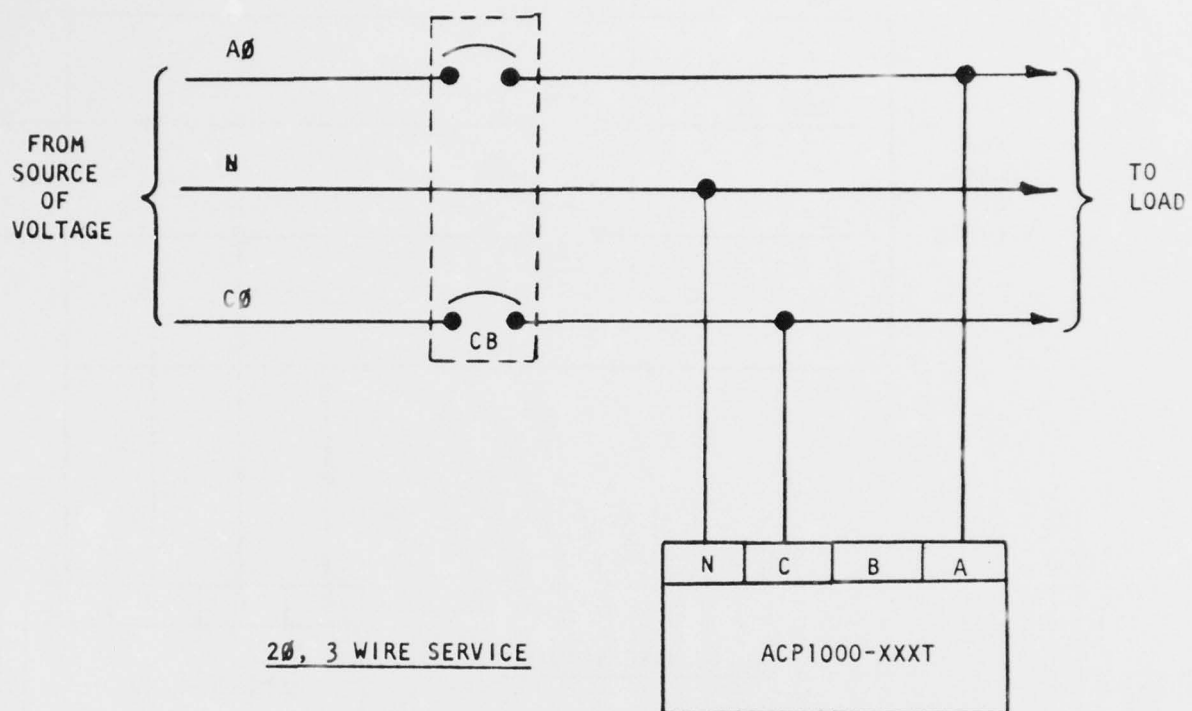 AØ
FROM
SOURCE
OF
VOLTAGE
N
TO
LOAD
CØ
CB
N C B A
2Ø, 3 WIRE SERVICE
ACP1000-XXXT